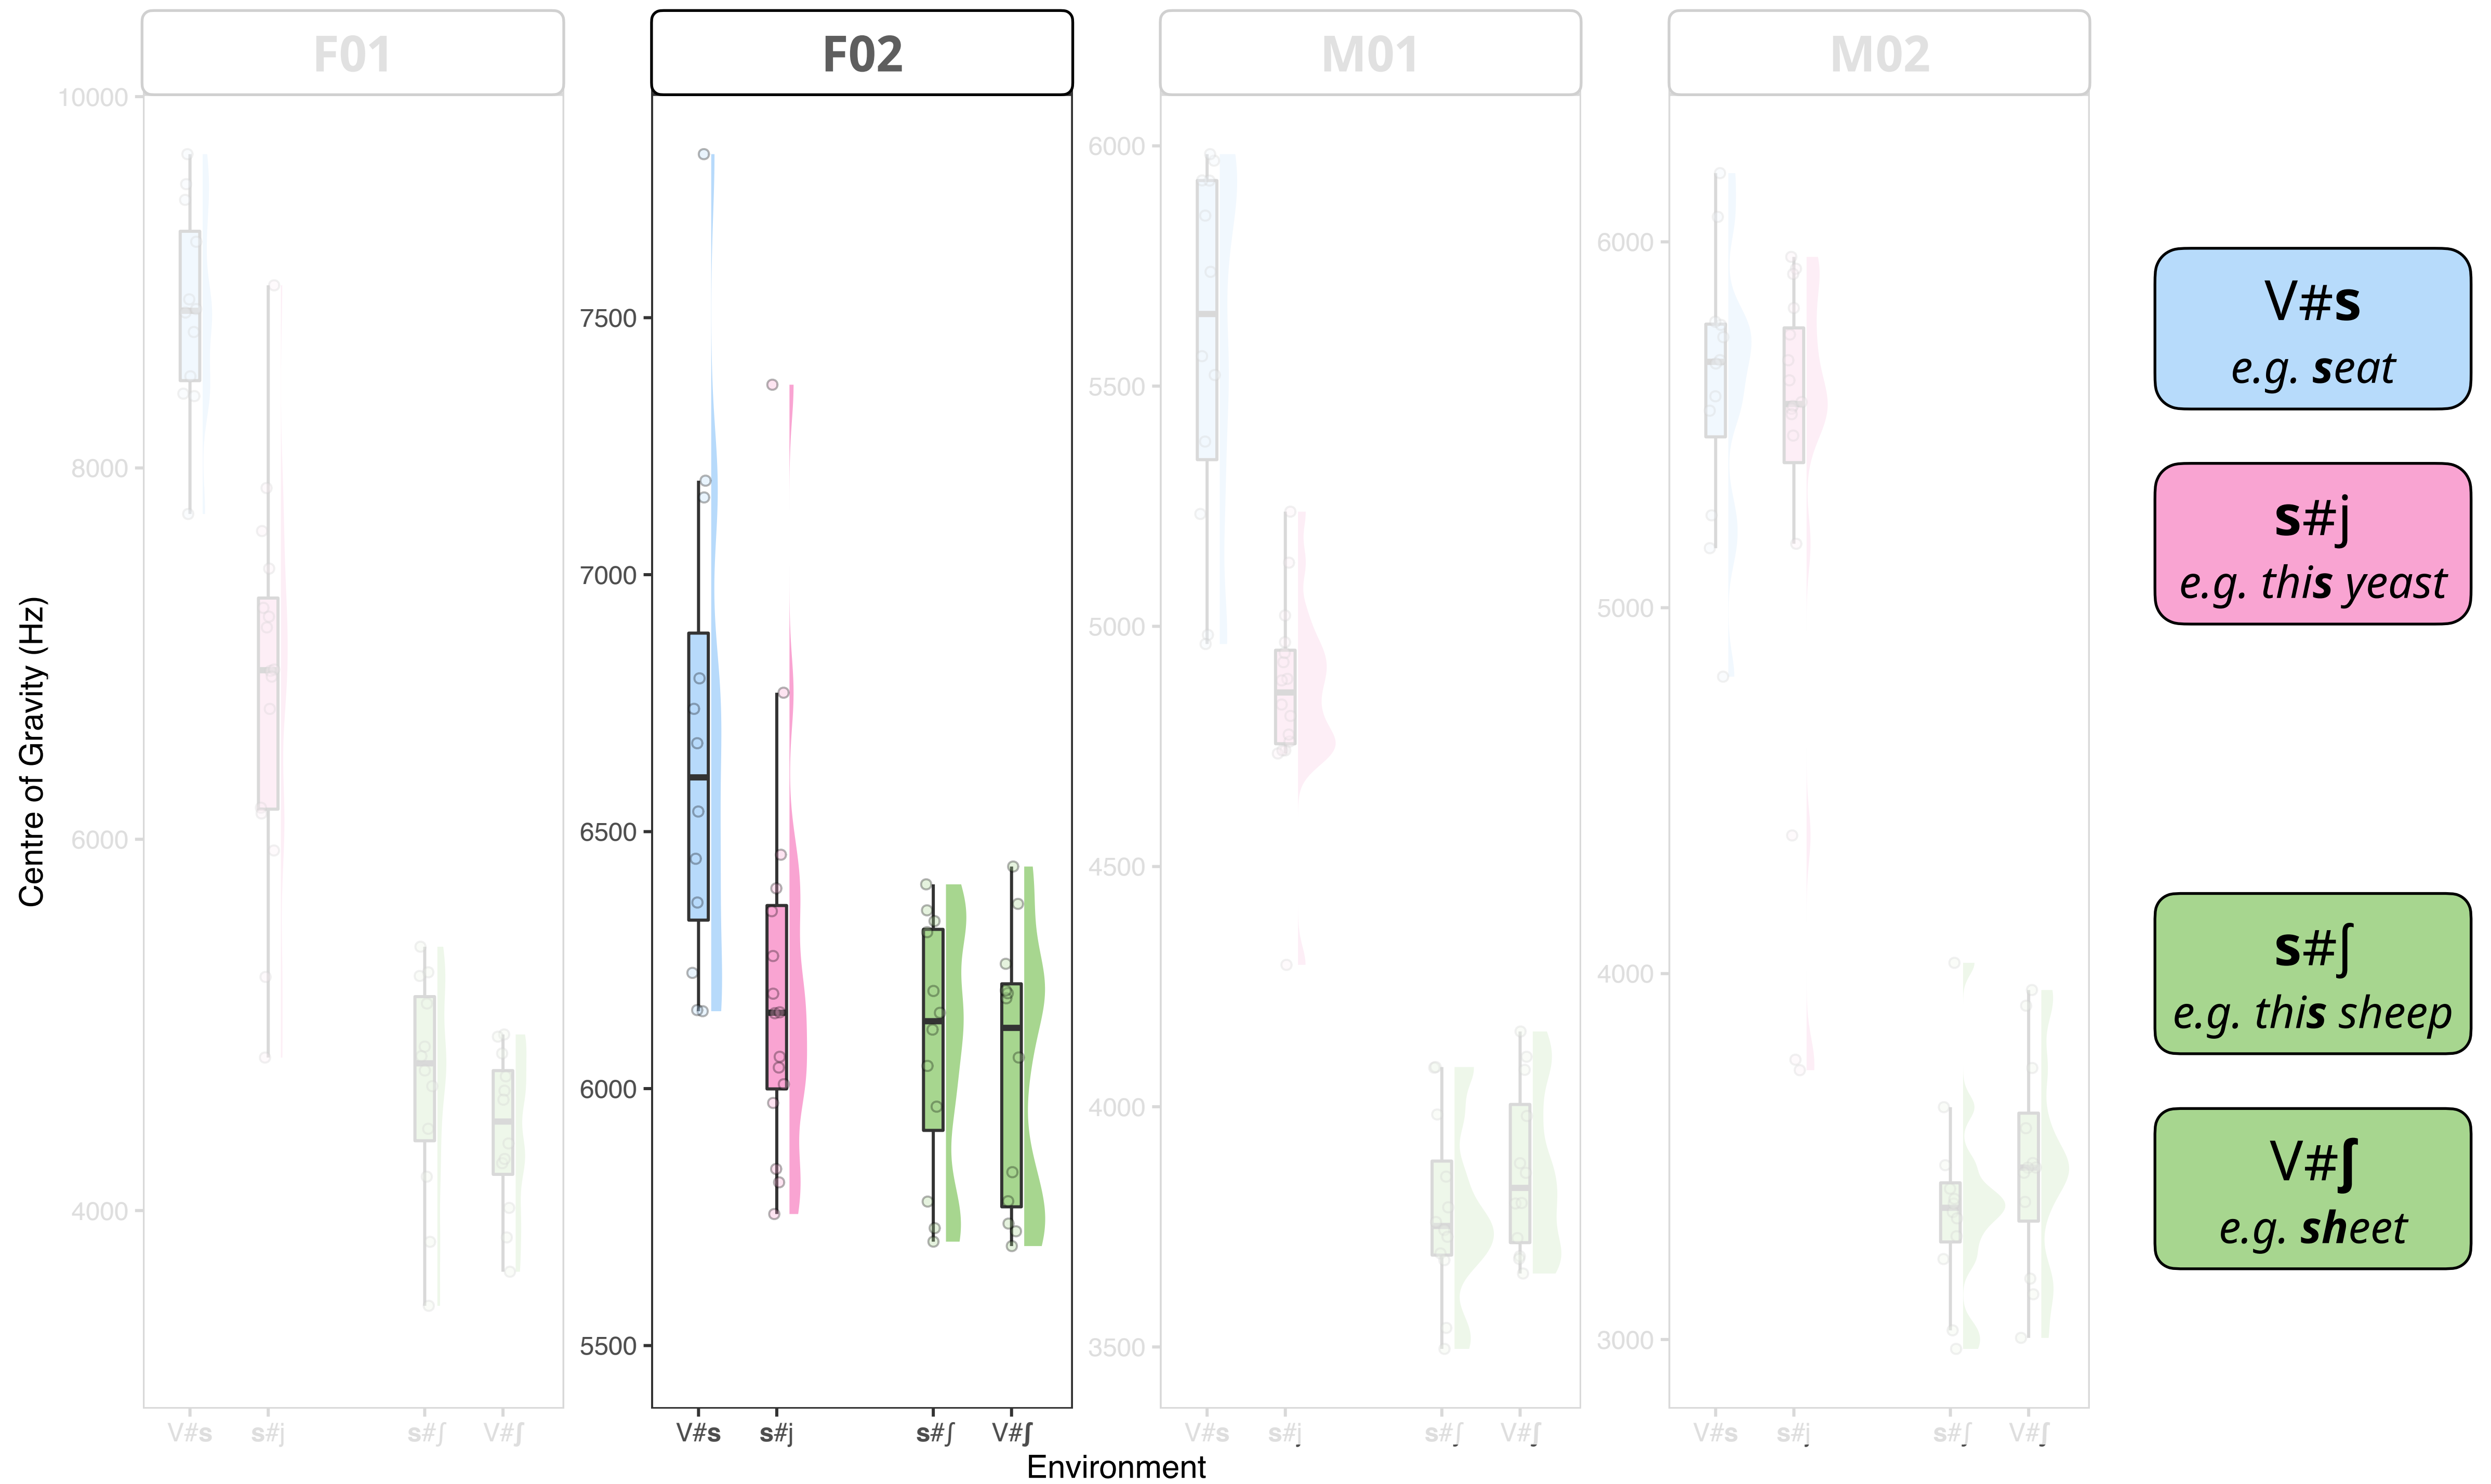 F01
F02
M01
M02
Centre of Gravity (Hz)
10000
8000
6000
4000
7500
7000
6500
6000
5500
6000
5500
5000
4500
4000
3500
6000
5000
4000
3000
V#s
s#j
s#ʃ
V#ʃ
V#s
s#j
s#ʃ
V#ʃ
V#s
s#j
s#ʃ
V#ʃ
V#s
s#j
s#ʃ
V#ʃ
Environment
V#s
e.g. seat
s#j
e.g. this yeast
s#ʃ
e.g. this sheep
V#ʃ
e.g. sheet